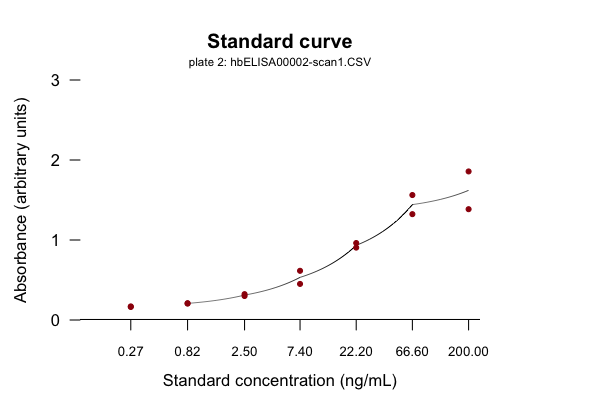 Standard curve
plate 2: hbELISA00002-scan1.CSV
Absorbance (arbitrary units)
3
2
1
0
0.27 0.82 2.50 7.40 22.20 66.60 200.00
Standard concentration (ng/mL)